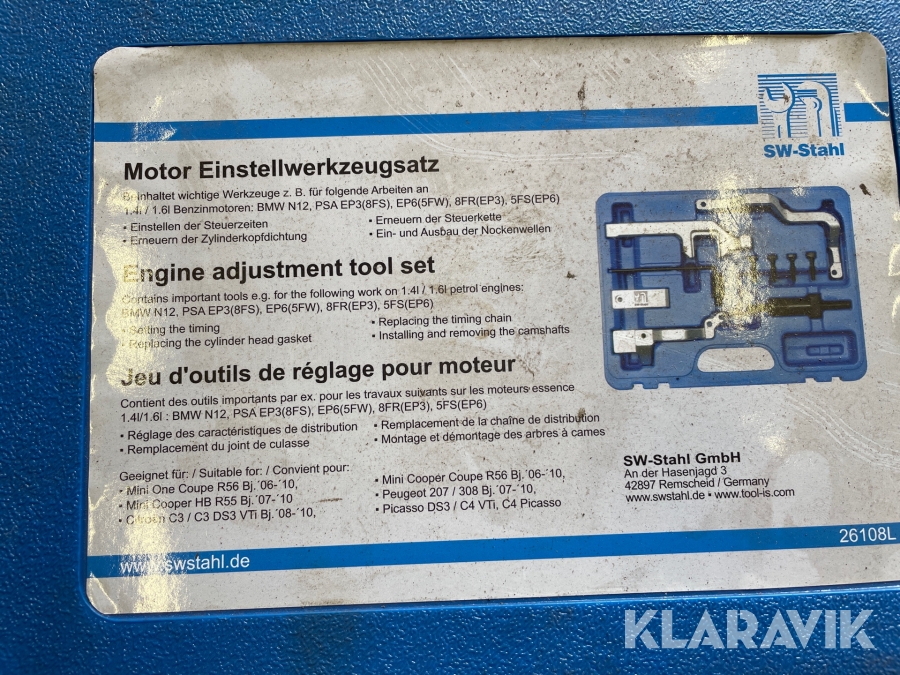 SW-Stahl
Motor Einstellwerkzeugsatz
Beinhaltet wichtige Werkzeuge z. B. für folgende Arbeiten an
1.4l / 1.6l Benzinmotoren: BMW N12, PSA EP3(8FS), EP6(5FW), 8FR(EP3), 5FS(EP6)
• Einstellen der Steuerzeiten
• Erneuern der Zylinderkopfdichtung
• Erneuern der Steuerkette
• Ein- und Ausbau der Nockenwellen
Engine adjustment tool set
Contains important tools e.g. for the following work on 1.4l / 1.6l petrol engines:
BMW N12, PSA EP3(8FS), EP6(5FW), 8FR(EP3), 5FS(EP6)
• Setting the timing
• Replacing the cylinder head gasket
• Replacing the timing chain
• Installing and removing the camshafts
Jeu d'outils de réglage pour moteur
Contient des outils importants par ex. pour les travaux suivants sur les moteurs essence
1.4l/1.6l : BMW N12, PSA EP3(8FS), EP6(5FW), 8FR(EP3), 5FS(EP6)
• Réglage des caractéristiques de distribution
• Remplacement du joint de culasse
• Remplacement de la chaîne de distribution
• Montage et démontage des arbres à cames
Geeignet für: / Suitable for: / Convient pour:
• Mini One Coupe R56 Bj.´06-´10,
• Mini Cooper HB R55 Bj.´07-´10
• Citroen C3 / C3 DS3 VTi Bj.´08-´10,
• Mini Cooper Coupe R56 Bj.´06-´10,
• Peugeot 207 / 308 Bj.´07-´10,
• Picasso DS3 / C4 VTi, C4 Picasso
SW-Stahl GmbH
An der Hasenjagd 3
42897 Remscheid / Germany
www.swstahl.de • www.tool-is.com
www.swstahl.de
26108L
KLARAVIK